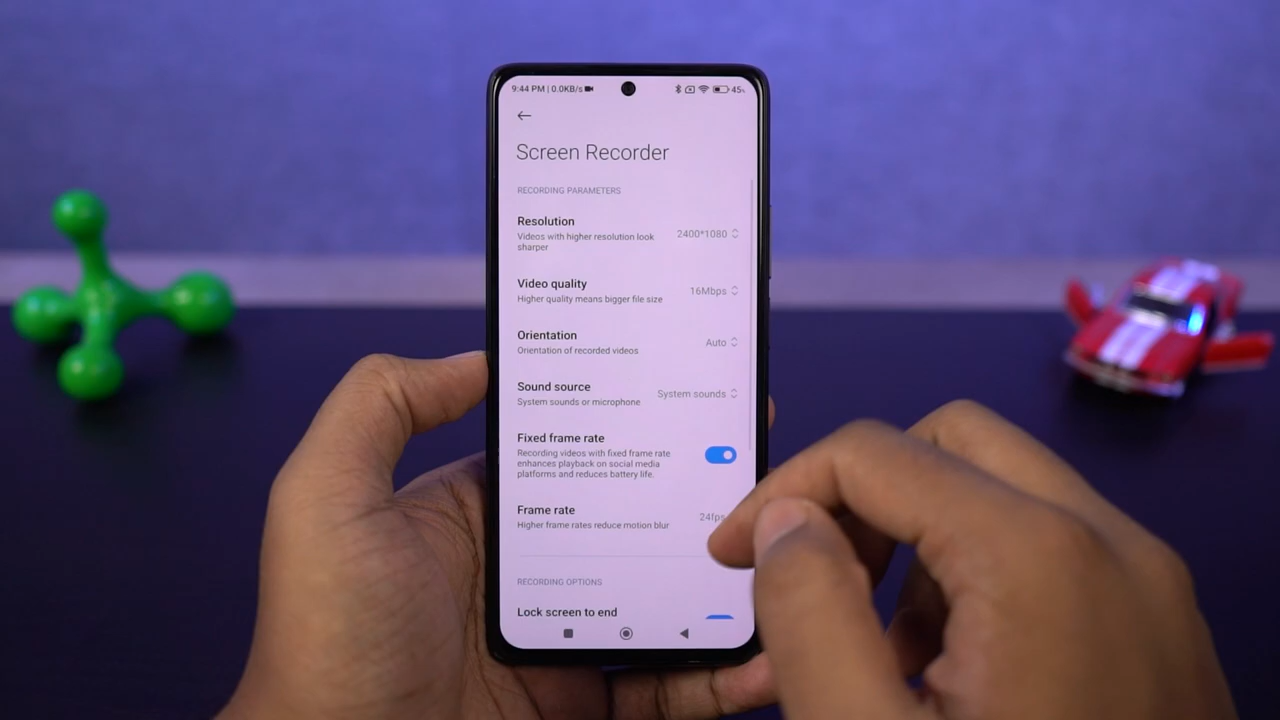 9:44 PM | 0.0KB/s 45%
Screen Recorder
RECORDING PARAMETERS
Resolution
Videos with higher resolution look
sharper
2400*1080
Video quality
Higher quality means bigger file size
16Mbps
Orientation
Orientation of recorded videos
Auto
Sound source
System sounds or microphone
System sounds
Fixed frame rate
Recording videos with fixed frame rate
enhances playback on social media
platforms and reduces battery life.
Frame rate
Higher frame rates reduce motion blur
24fps
RECORDING OPTIONS
Lock screen to end